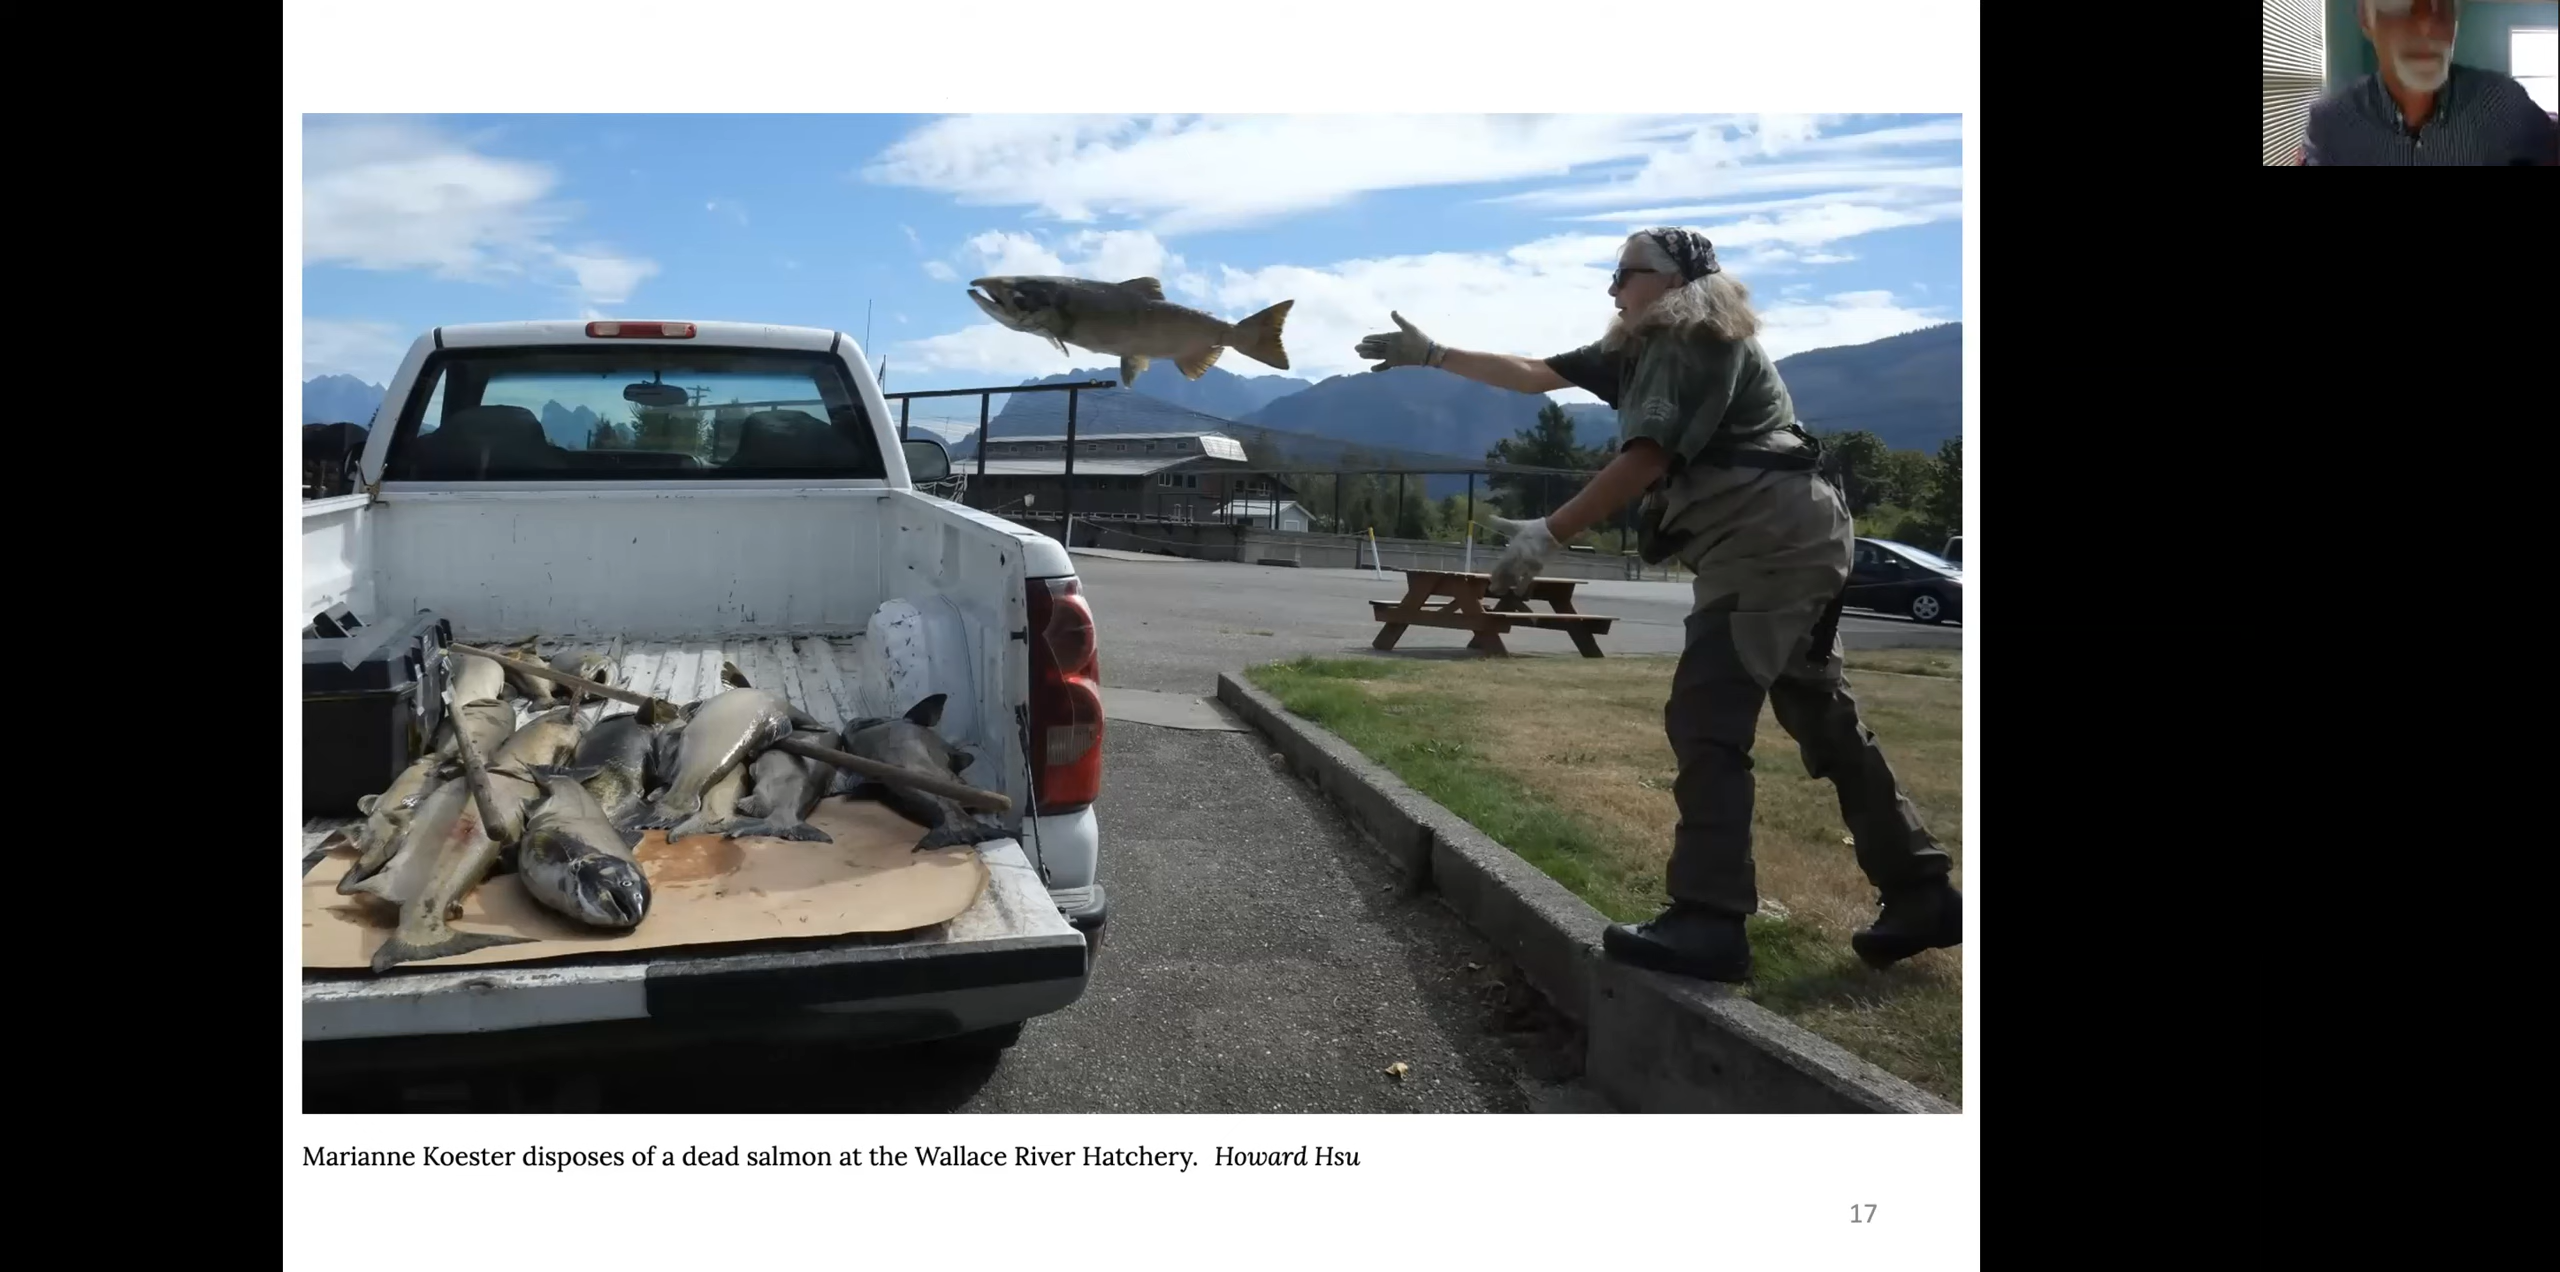 Marianne Koester disposes of a dead salmon at the Wallace River Hatchery. Howard Hsu
17